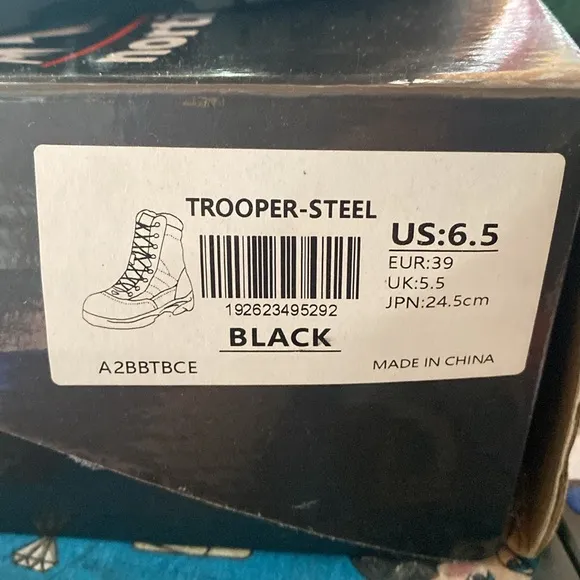 TROOPER-STEEL
192623495292
BLACK
A2BBTBCE
US:6.5
EUR:39
UK:5.5
JPN:24.5cm
MADE IN CHINA